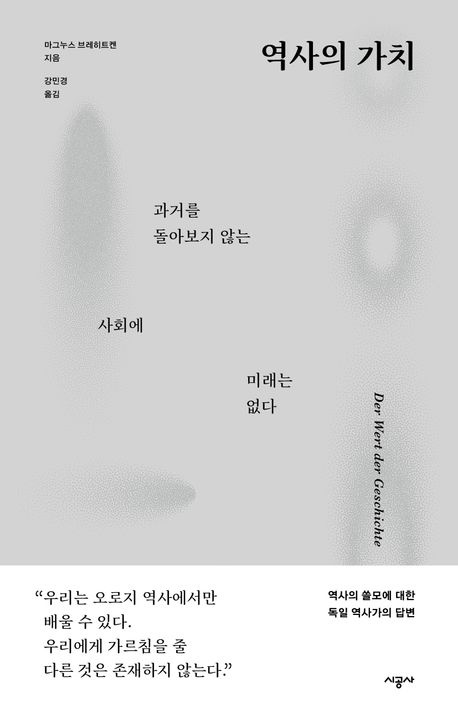 마그누스 브레히트켄
지음
강민경
옮김
역사의 가치
과거를
돌아보지 않는
사회에
미래는
없다
Der Wert der Geschichte
“우리는 오로지 역사에서만
배울 수 있다.
우리에게 가르침을 줄
다른 것은 존재하지 않는다.”
역사의 쓸모에 대한
독일 역사가의 답변
시공사